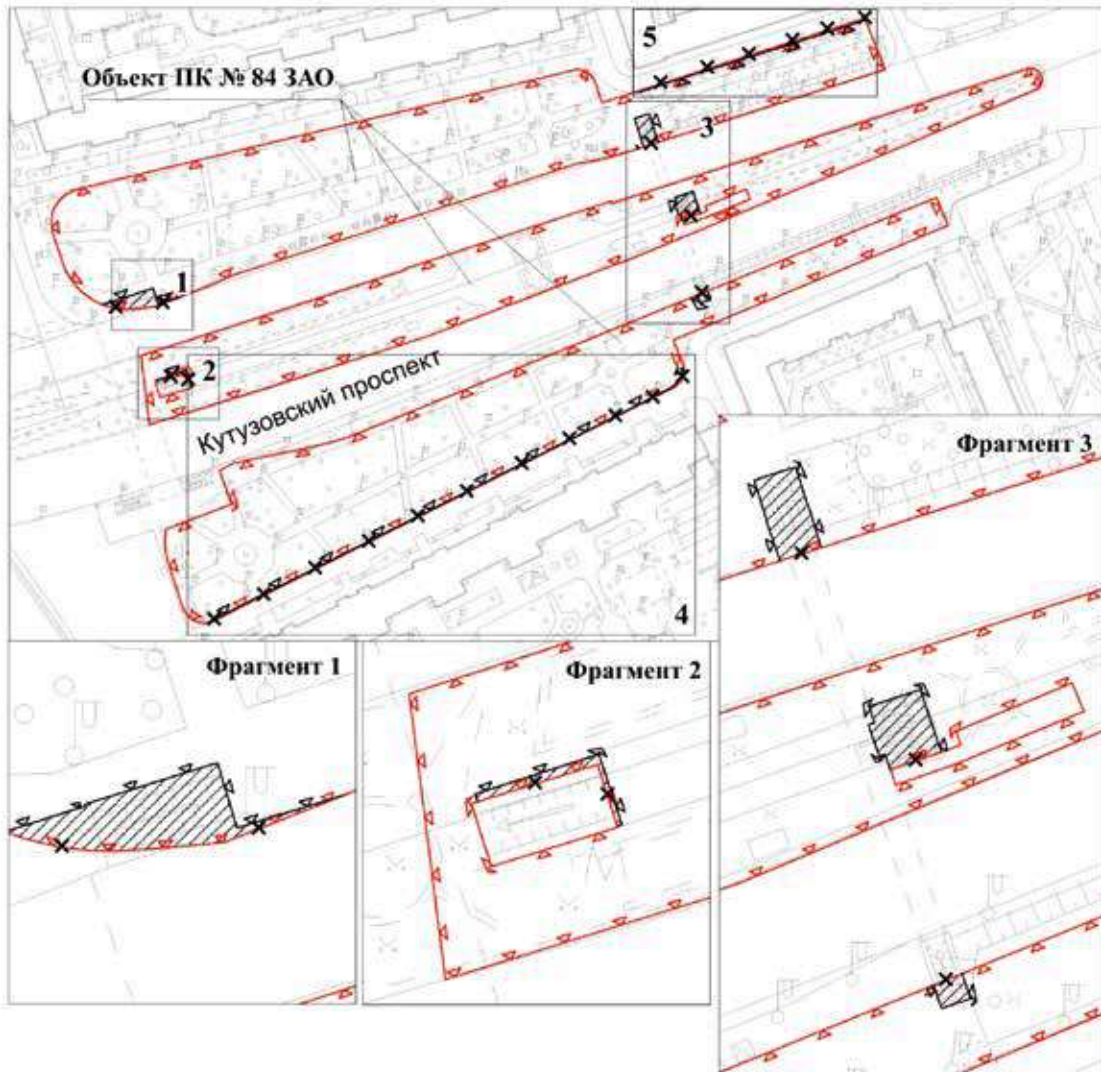 5
Объект ПК № 84 ЗАО
3
1
2
Кутузовский проспект
4
Фрагмент 3
Фрагмент 1
Фрагмент 2